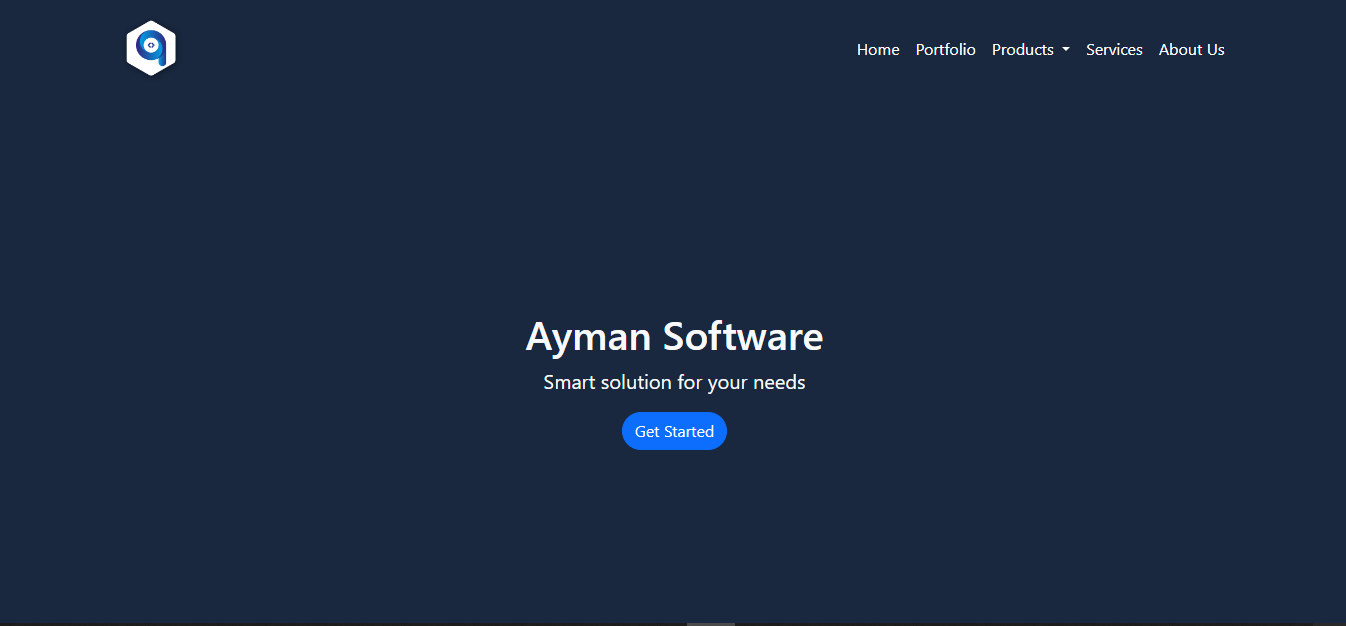 Home Portfolio Products Services About Us
Ayman Software
Smart solution for your needs
Get Started